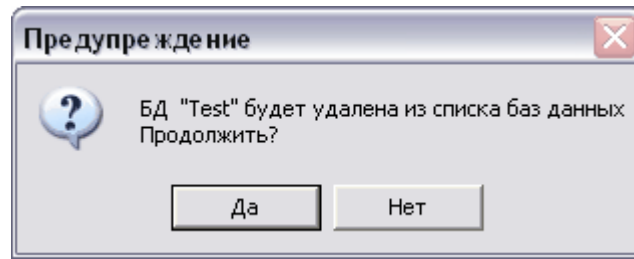 Предупреждение
БД "Test" будет удалена из списка баз данных
Продолжить?
Да
Нет